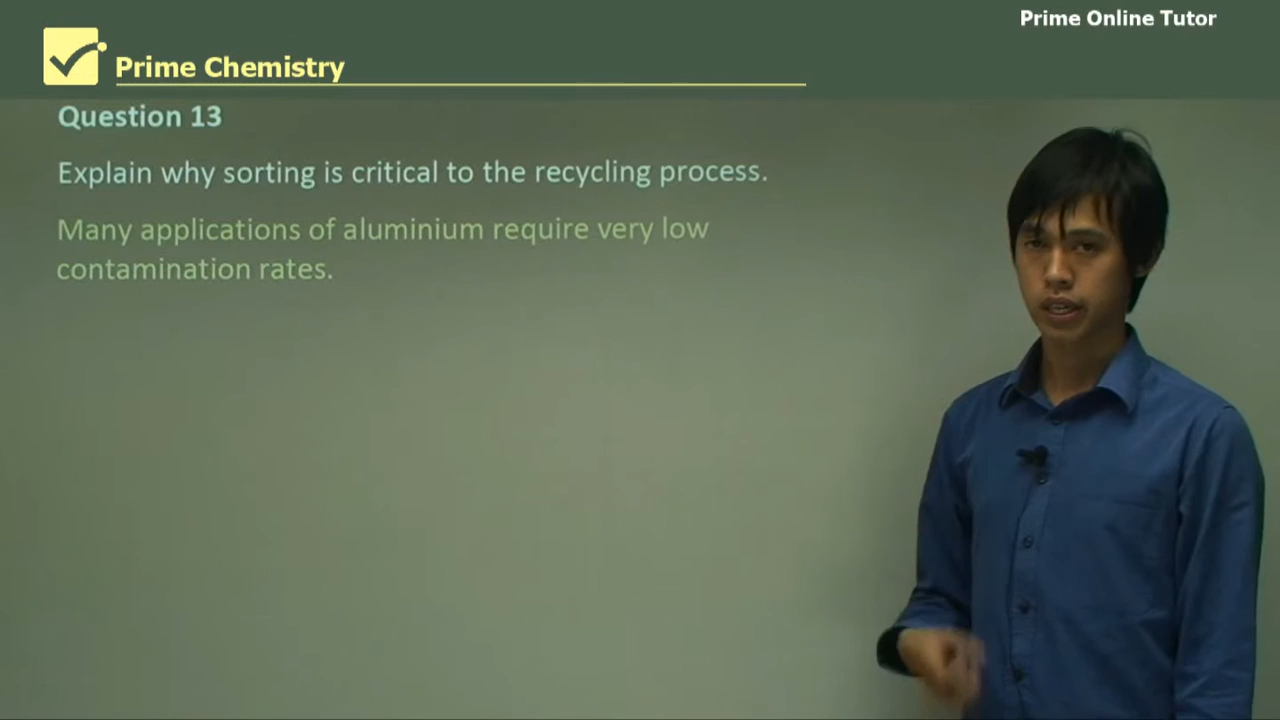 Prime Online Tutor
Prime Chemistry
Question 13
Explain why sorting is critical to the recycling process.
Many applications of aluminium require very low
contamination rates.